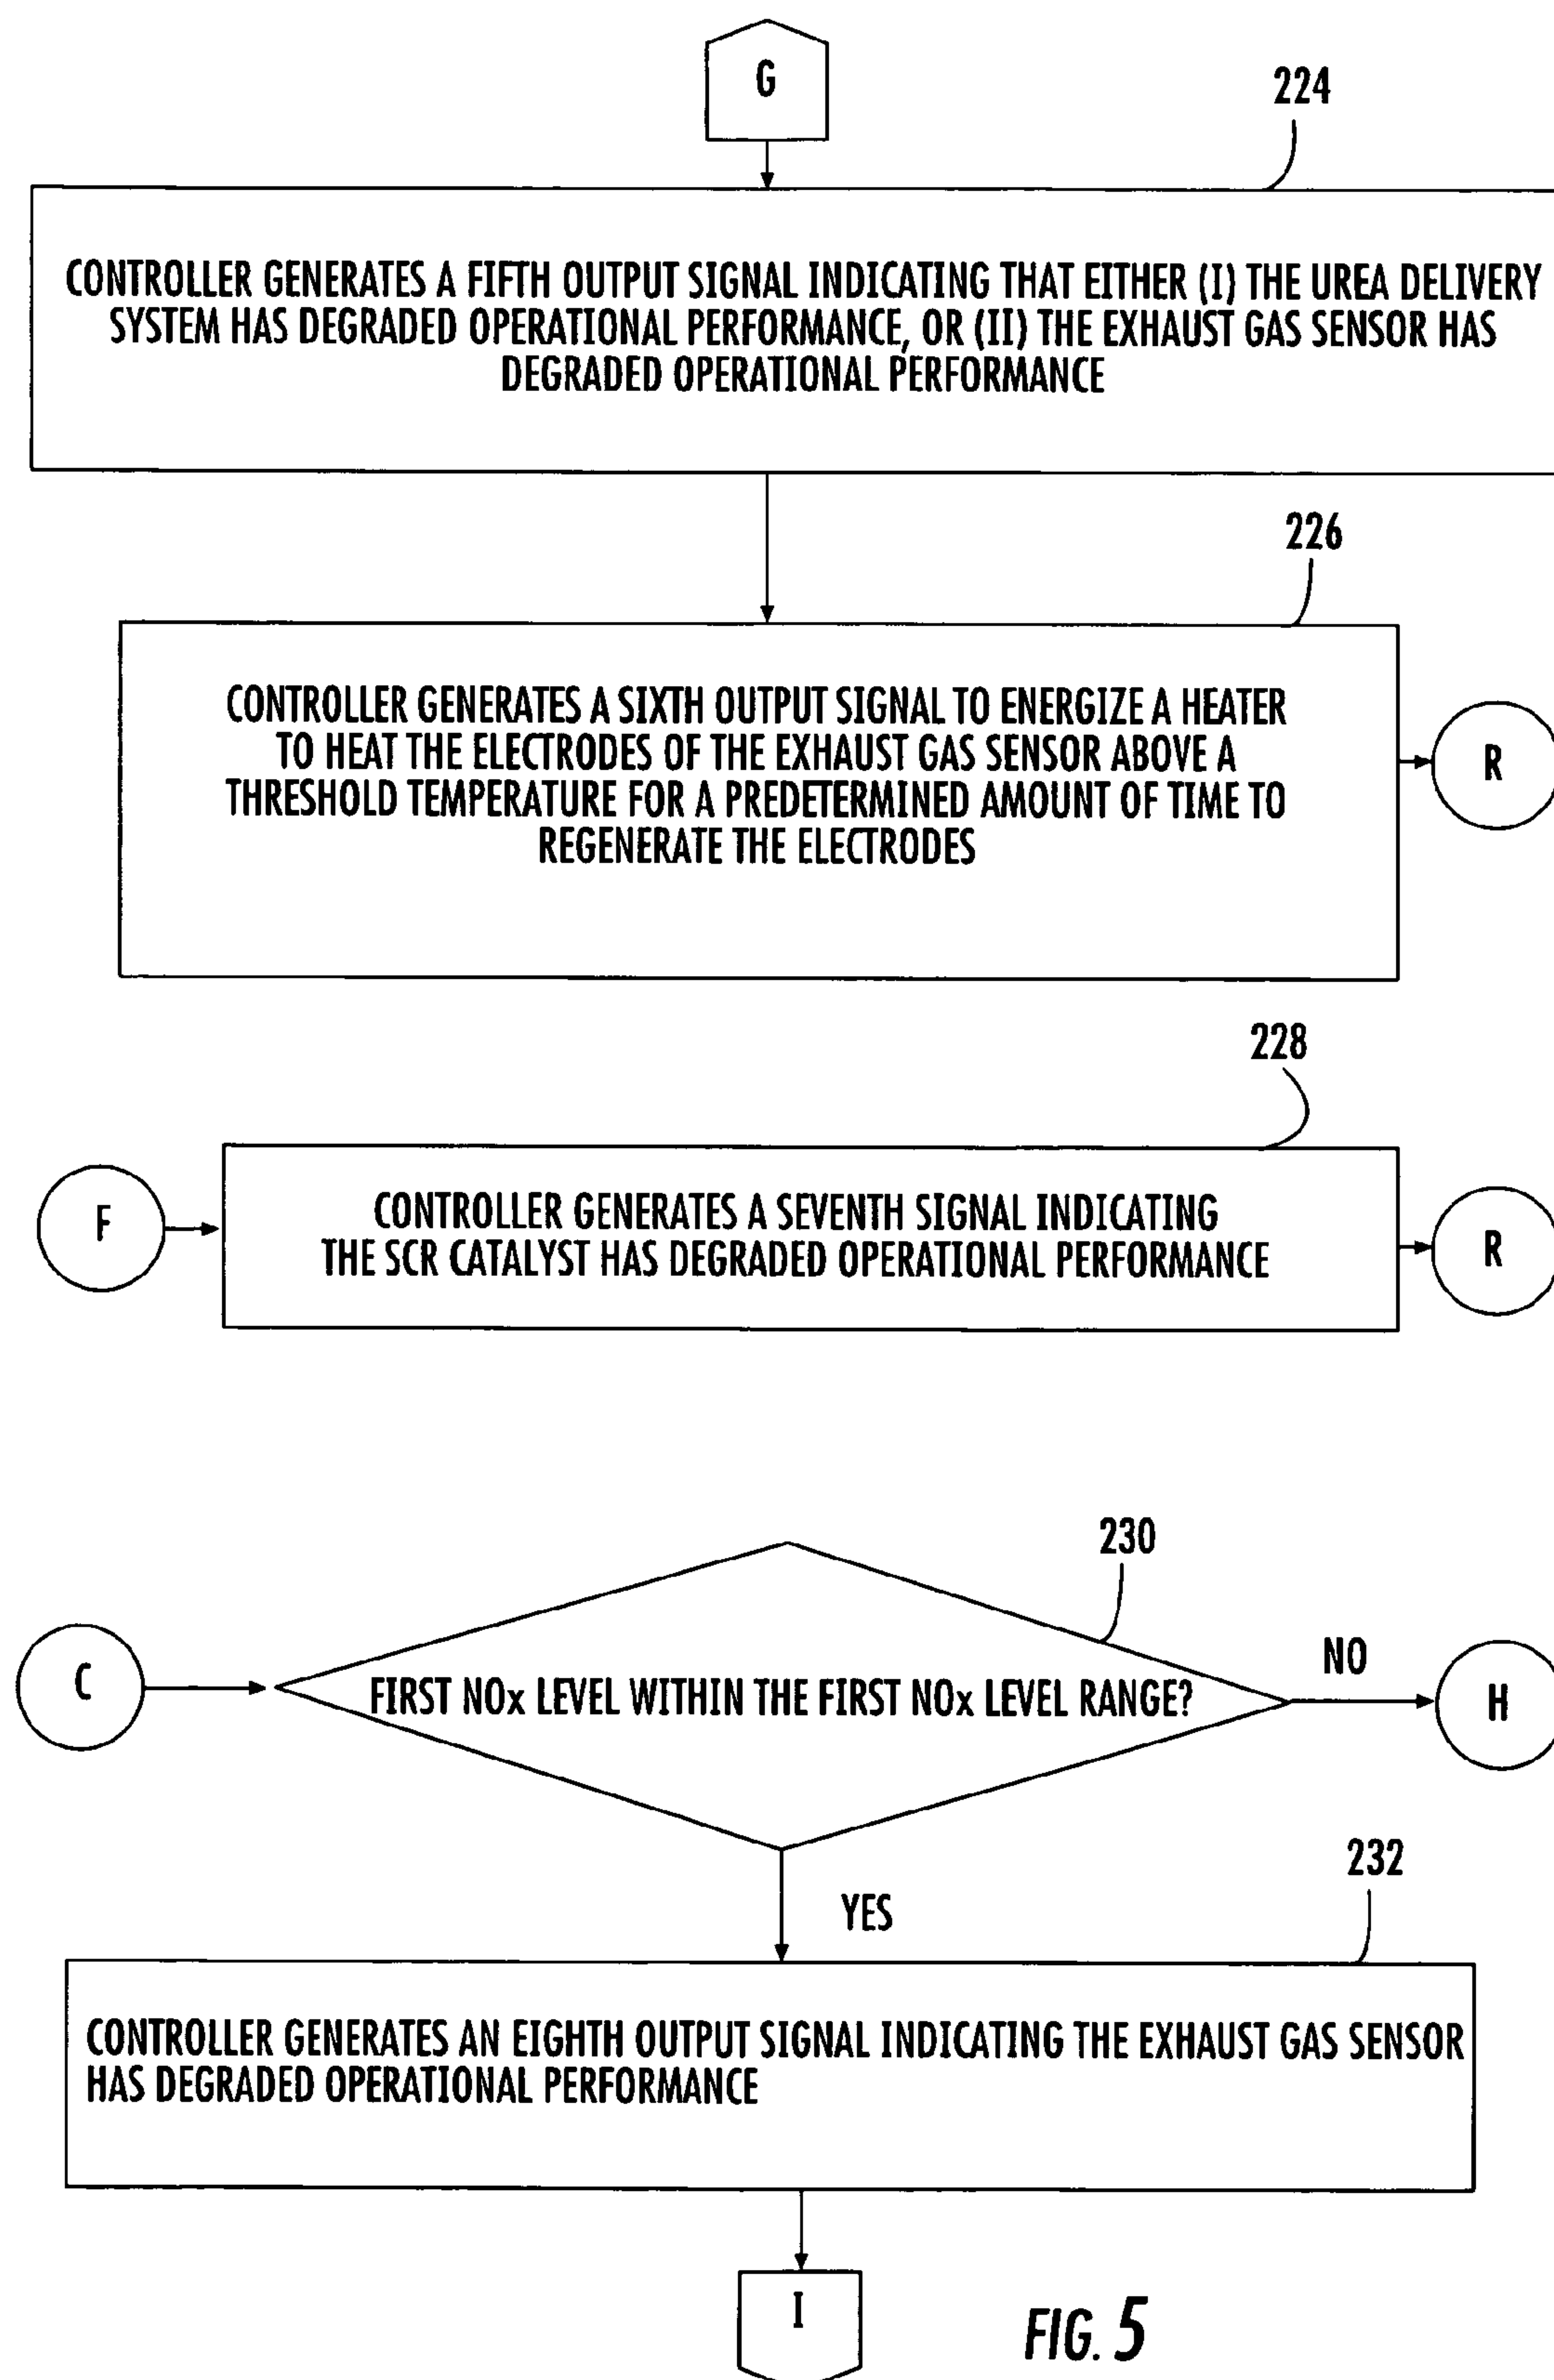 G
224
CONTROLLER GENERATES A FIFTH OUTPUT SIGNAL INDICATING THAT EITHER (I) THE UREA DELIVERY
SYSTEM HAS DEGRADED OPERATIONAL PERFORMANCE, OR (II) THE EXHAUST GAS SENSOR HAS
DEGRADED OPERATIONAL PERFORMANCE
226
CONTROLLER GENERATES A SIXTH OUTPUT SIGNAL TO ENERGIZE A HEATER
TO HEAT THE ELECTRODES OF THE EXHAUST GAS SENSOR ABOVE A
THRESHOLD TEMPERATURE FOR A PREDETERMINED AMOUNT OF TIME TO
REGENERATE THE ELECTRODES
R
228
F
CONTROLLER GENERATES A SEVENTH SIGNAL INDICATING
THE SCR CATALYST HAS DEGRADED OPERATIONAL PERFORMANCE
R
230
C
FIRST NOx LEVEL WITHIN THE FIRST NOx LEVEL RANGE?
NO
H
YES
232
CONTROLLER GENERATES AN EIGHTH OUTPUT SIGNAL INDICATING THE EXHAUST GAS SENSOR
HAS DEGRADED OPERATIONAL PERFORMANCE
I
FIG. 5